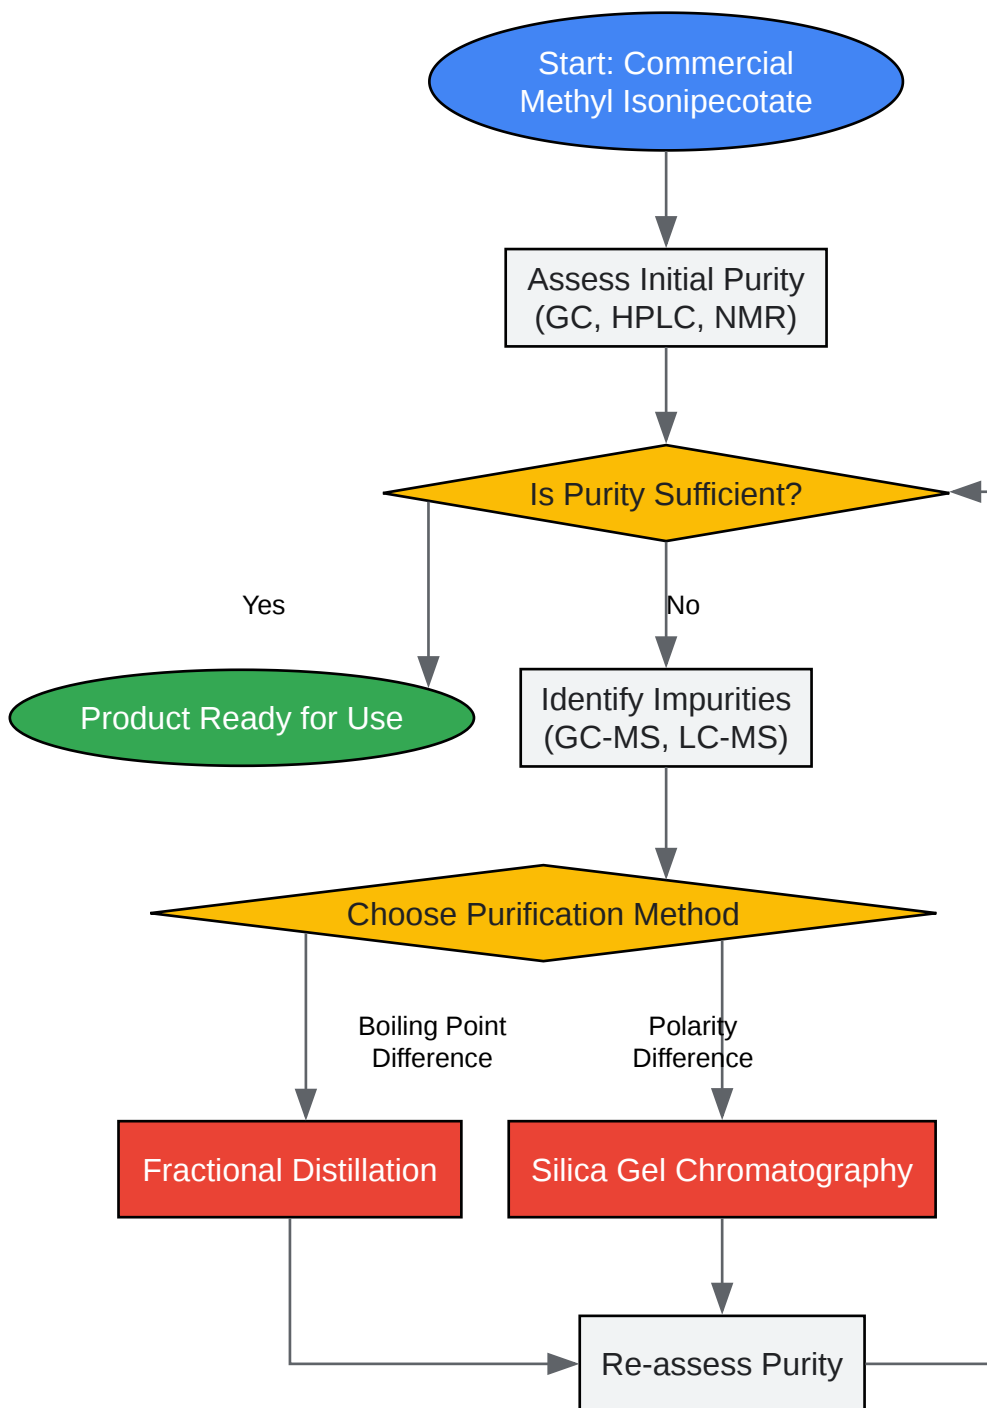 Start: Commercial
Methyl Isonipecotate
Assess Initial Purity
(GC, HPLC, NMR)
Is Purity Sufficient?
Yes
No
Product Ready for Use
Identify Impurities
(GC-MS, LC-MS)
Choose Purification Method
Boiling Point
Difference
Polarity
Difference
Fractional Distillation
Silica Gel Chromatography
Re-assess Purity